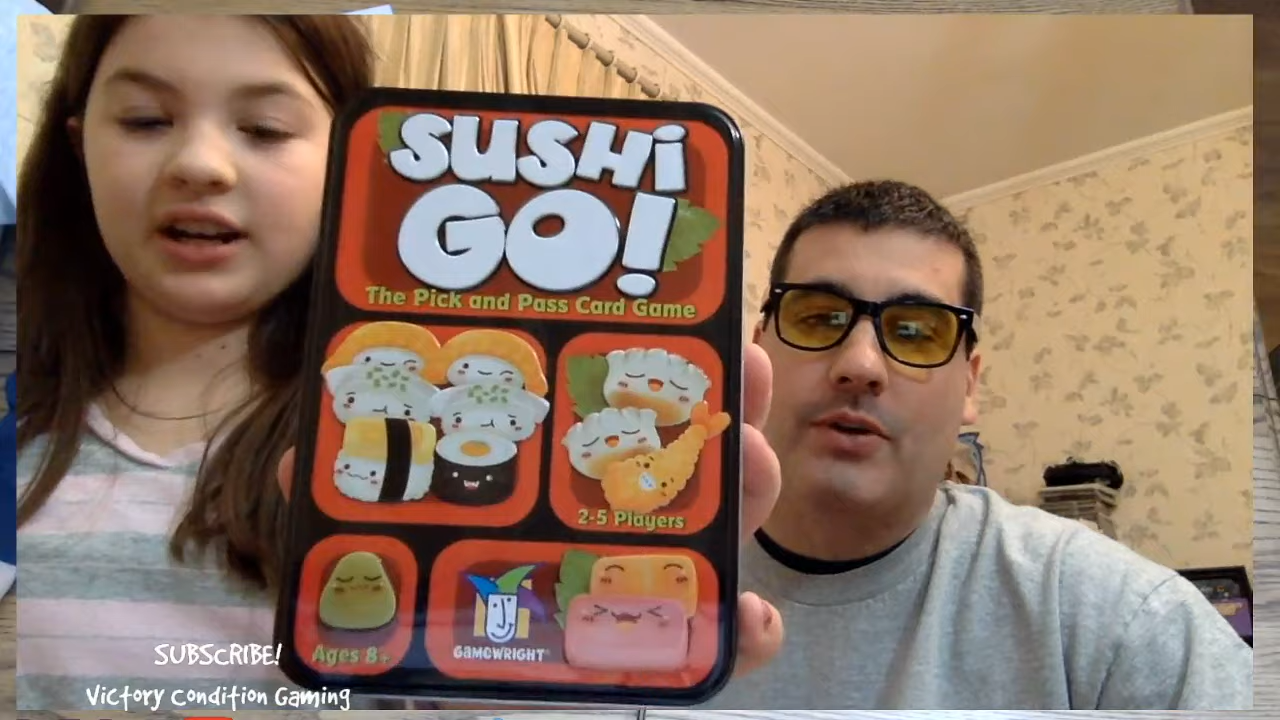 SUSHi
GO!
The Pick and Pass Card Game
2-5 Players
Ages 8+
GAMEWRIGHT®
SUBSCRIBE!
Victory Condition Gaming